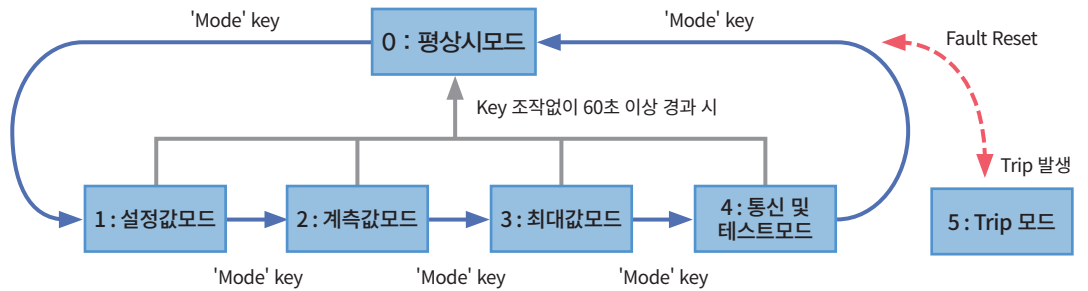 'Mode' key
'Mode' key
0 : 평상시모드
Fault Reset
Key 조작없이 60초 이상 경과 시
Trip 발생
1 : 설정값모드
2 : 계측값모드
3 : 최대값모드
4 : 통신 및
테스트모드
5 : Trip 모드
'Mode' key
'Mode' key
'Mode' key